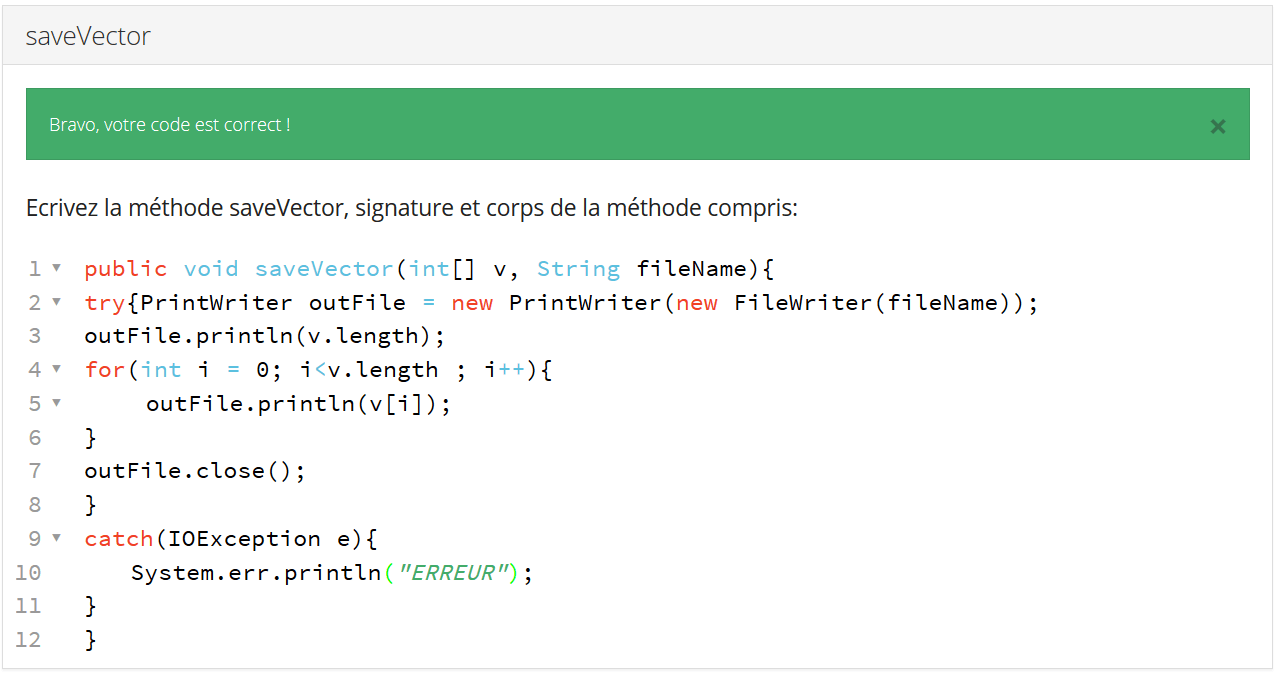 saveVector
Bravo, votre code est correct !
×
Ecrivez la méthode saveVector, signature et corps de la méthode compris:
1 ▾ public void saveVector(int[] v, String fileName){
2 ▾ try{PrintWriter outFile = new PrintWriter(new FileWriter(fileName));
3 outFile.println(v.length);
4 ▾ for(int i = 0; i<v.length ; i++){
5 ▾ outFile.println(v[i]);
6 }
7 outFile.close();
8 }
9 ▾ catch(IOException e){
10 System.err.println("ERREUR");
11 }
12 }